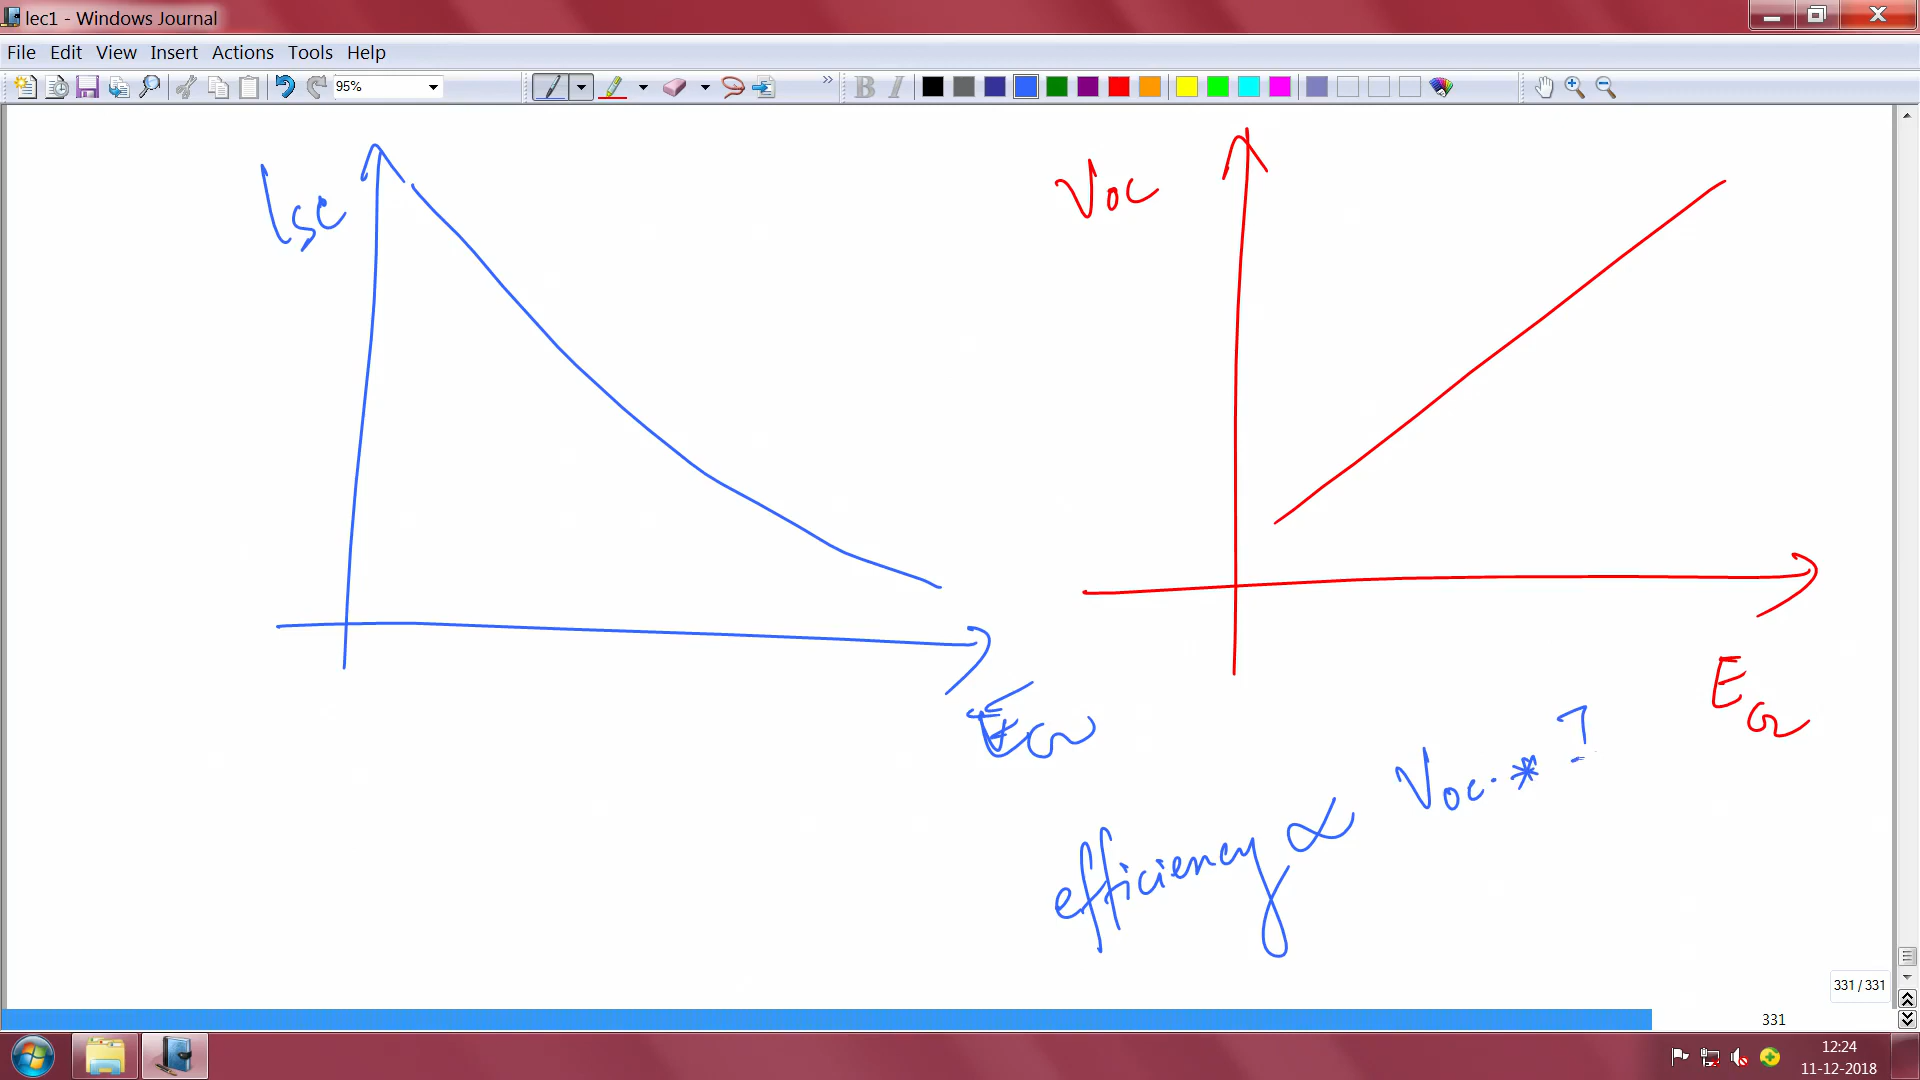 lec1 - Windows Journal
File Edit View Insert Actions Tools Help
95%
B I
Isc
Voc
EG
EG
efficiency ∝ Voc. * ?
331 / 331
331
12:24
11-12-2018